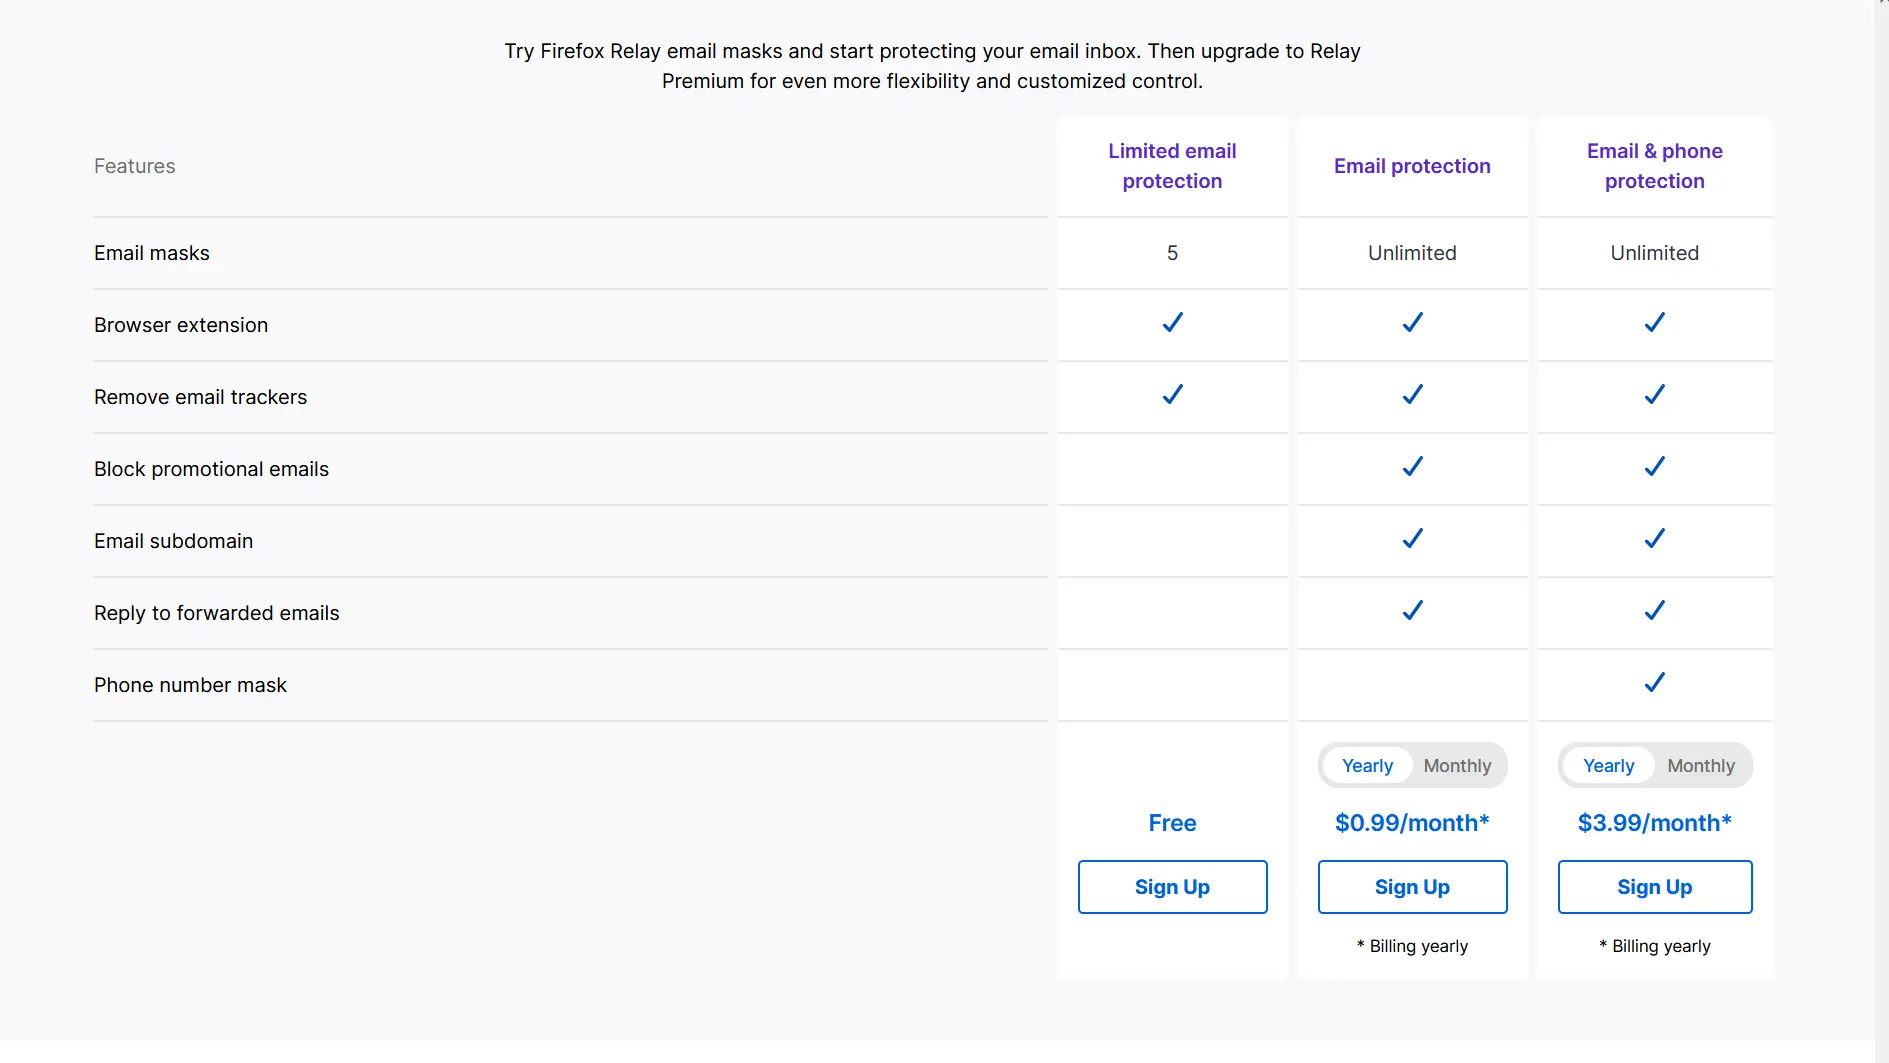 Try Firefox Relay email masks and start protecting your email inbox. Then upgrade to Relay
Premium for even more flexibility and customized control.
Features
Limited email
protection
Email protection
Email & phone
protection
Email masks
5
Unlimited
Unlimited
Browser extension
Remove email trackers
Block promotional emails
Email subdomain
Reply to forwarded emails
Phone number mask
Yearly Monthly
Yearly Monthly
Free
$0.99/month*
$3.99/month*
Sign Up
Sign Up
Sign Up
* Billing yearly
* Billing yearly